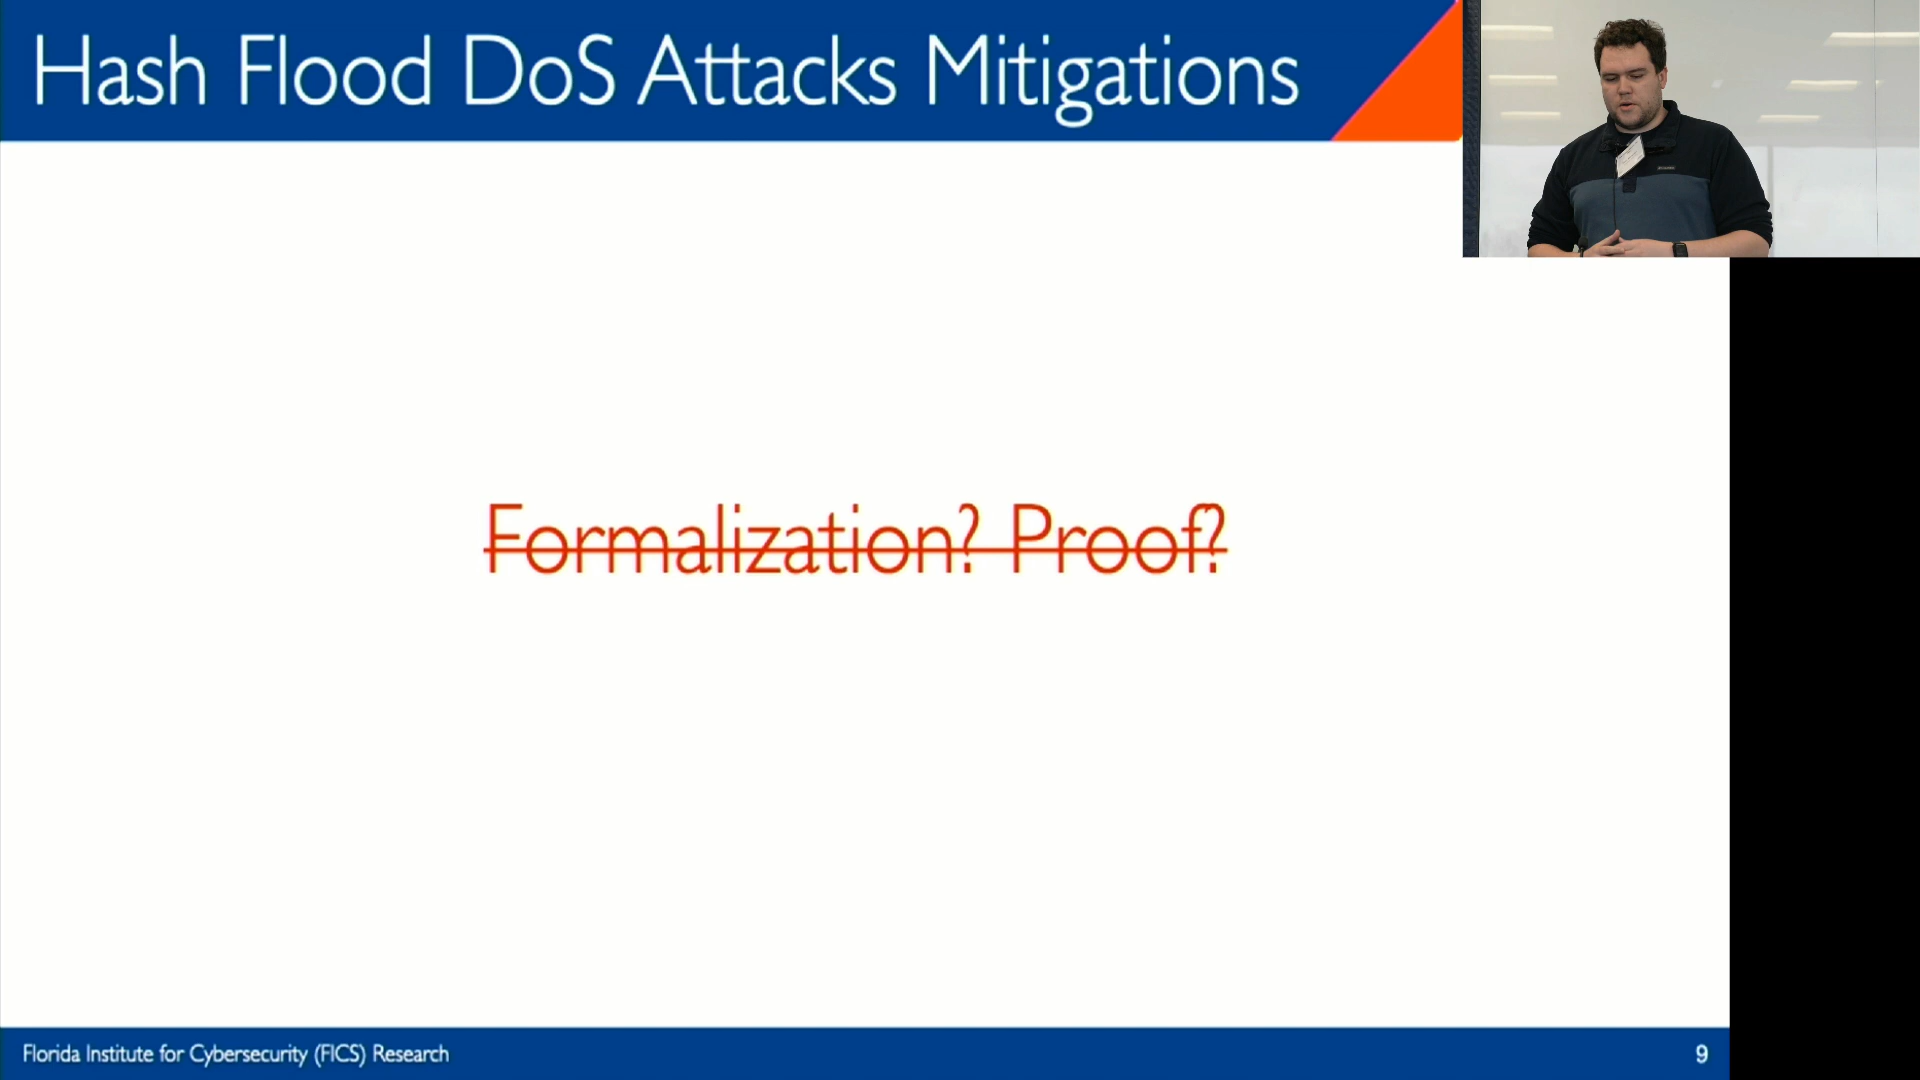 Hash Flood DoS Attacks Mitigations
Formalization? Proof?
Florida Institute for Cybersecurity (FICS) Research
9